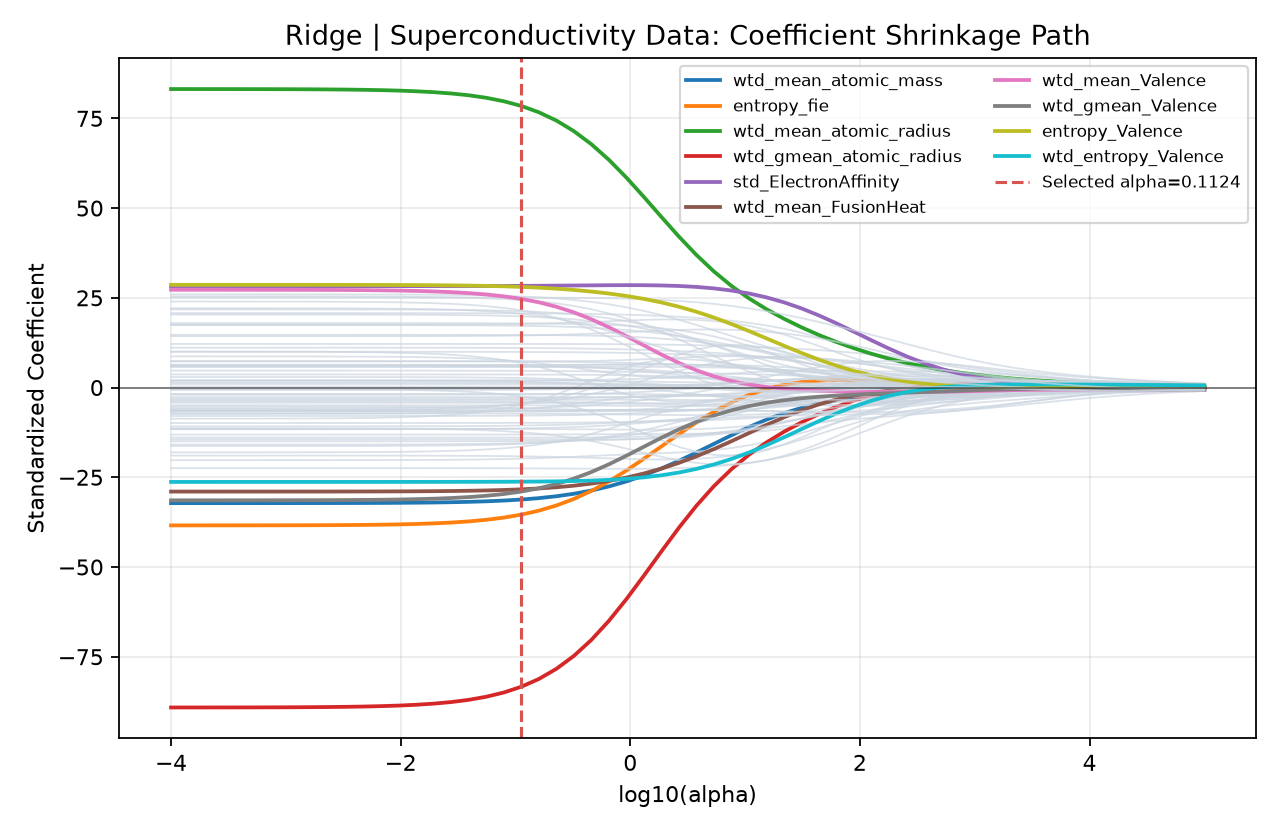 Ridge | Superconductivity Data: Coefficient Shrinkage Path
wtd_mean_atomic_mass
entropy_fie
wtd_mean_atomic_radius
wtd_gmean_atomic_radius
std_ElectronAffinity
wtd_mean_FusionHeat
wtd_mean_Valence
wtd_gmean_Valence
entropy_Valence
wtd_entropy_Valence
Selected alpha=0.1124
Standardized Coefficient
75
50
25
0
−25
−50
−75
−4
−2
0
2
4
log10(alpha)